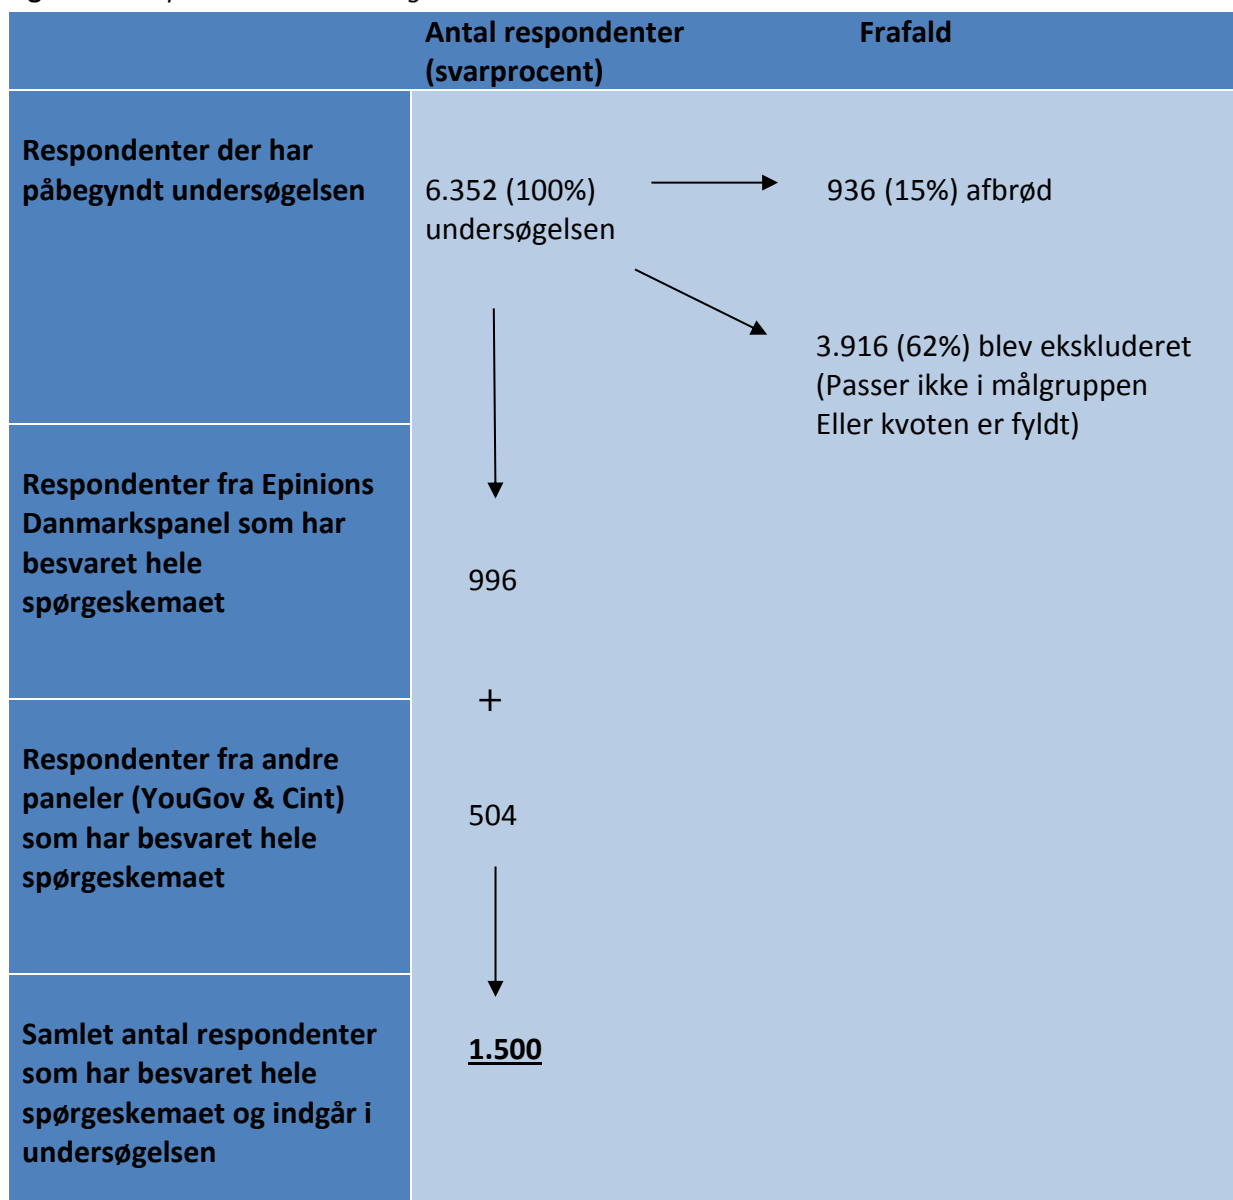 Antal respondenter
(svarprocent)
Frafald
Respondenter der har
påbegyndt undersøgelsen
6.352 (100%)
undersøgelsen
936 (15%) afbrød
3.916 (62%) blev ekskluderet
(Passer ikke i målgruppen
Eller kvoten er fyldt)
Respondenter fra Epinions
Danmarkspanel som har
besvaret hele
spørgeskemaet
996
+
Respondenter fra andre
paneler (YouGov & Cint)
som har besvaret hele
spørgeskemaet
504
Samlet antal respondenter
som har besvaret hele
spørgeskemaet og indgår i
undersøgelsen
1.500